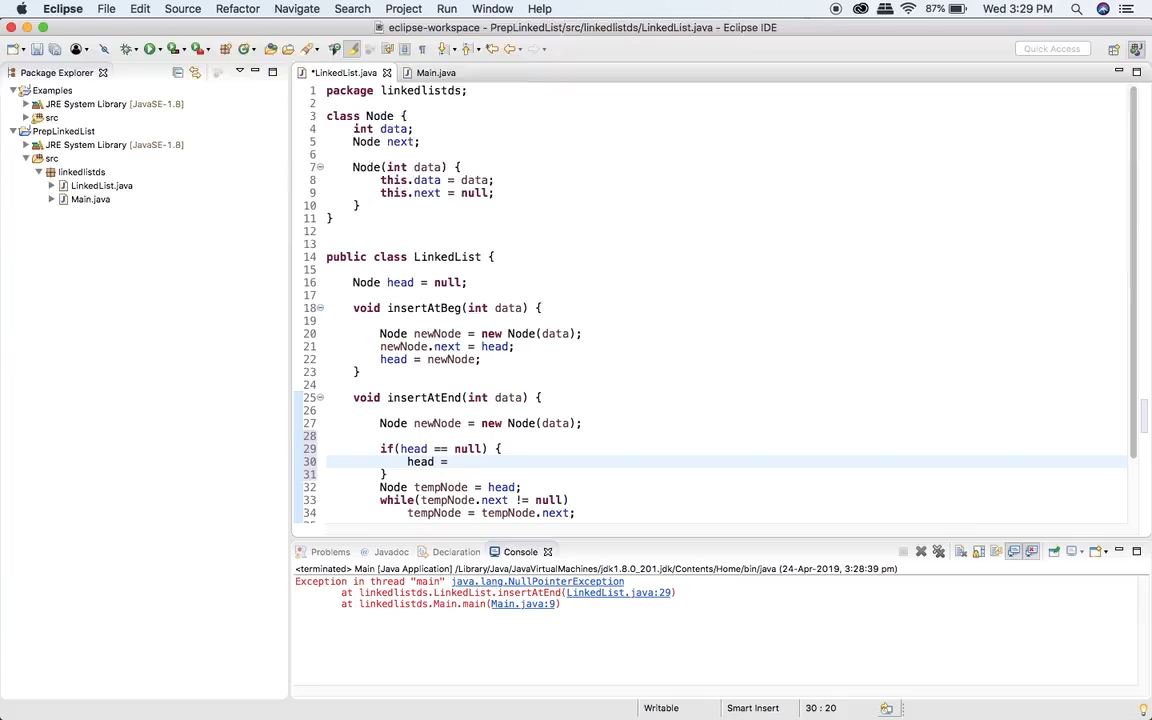 Eclipse File Edit Source Refactor Navigate Search Project Run Window Help 87% Wed 3:29 PM
eclipse-workspace - PrepLinkedList/src/linkedlistds/LinkedList.java - Eclipse IDE
Quick Access
Package Explorer
Examples
JRE System Library [JavaSE-1.8]
src
PrepLinkedList
JRE System Library [JavaSE-1.8]
src
linkedlistds
LinkedList.java
Main.java
*LinkedList.java Main.java
1 package linkedlistds;
2
3 class Node {
4 int data;
5 Node next;
6
7 Node(int data) {
8 this.data = data;
9 this.next = null;
10 }
11 }
12
13
14 public class LinkedList {
15
16 Node head = null;
17
18 void insertAtBeg(int data) {
19
20 Node newNode = new Node(data);
21 newNode.next = head;
22 head = newNode;
23 }
24
25 void insertAtEnd(int data) {
26
27 Node newNode = new Node(data);
28
29 if(head == null) {
30 head =
31 }
32 Node tempNode = head;
33 while(tempNode.next != null)
34 tempNode = tempNode.next;
Problems Javadoc Declaration Console
<terminated> Main [Java Application] /Library/Java/JavaVirtualMachines/jdk1.8.0_201.jdk/Contents/Home/bin/java (24-Apr-2019, 3:28:39 pm)
Exception in thread "main" java.lang.NullPointerException
at linkedlistds.LinkedList.insertAtEnd(LinkedList.java:29)
at linkedlistds.Main.main(Main.java:9)
Writable Smart Insert 30 : 20